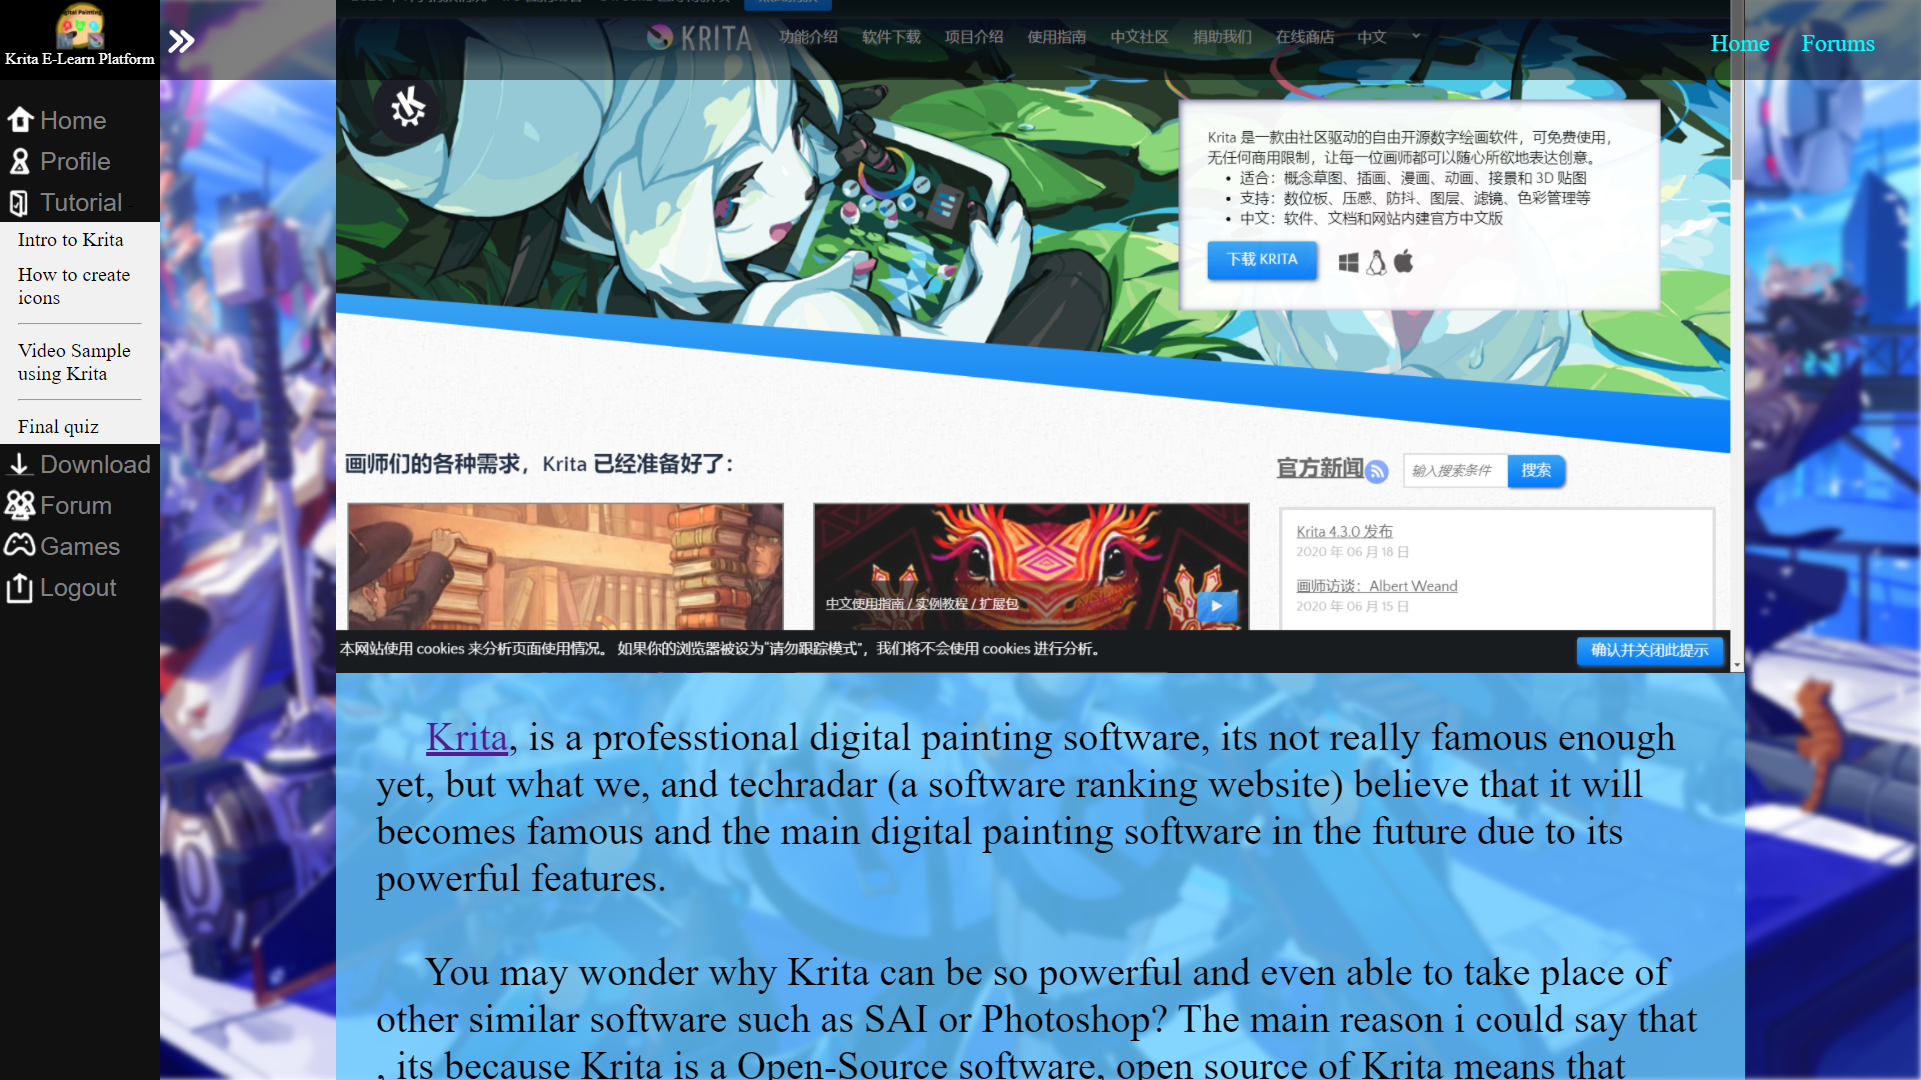 Krita E-Learn Platform
Home
Profile
Tutorial
Intro to Krita
How to create
icons
Video Sample
using Krita
Final quiz
Download
Forum
Games
Logout
KRITA 功能介绍 软件下载 项目介绍 使用指南 中文社区 捐助我们 在线商店 中文
Home Forums
Krita 是一款由社区驱动的自由开源数字绘画软件，可免费使用，
无任何商用限制，让每一位画师都可以随心所欲地表达创意。
• 适合：概念草图、插画、漫画、动画、接景和 3D 贴图
• 支持：数位板、压感、防抖、图层、滤镜、色彩管理等
• 中文：软件、文档和网站内建官方中文版
下载 KRITA
画师们的各种需求，Krita 已经准备好了：
官方新闻 输入搜索条件 搜索
Krita 4.3.0 发布
2020 年 06 月 18 日
画师访谈：Albert Weand
2020 年 06 月 15 日
中文使用指南 / 实例教程 / 扩展包
本网站使用 cookies 来分析页面使用情况。 如果你的浏览器被设为“请勿跟踪模式”，我们将不会使用 cookies 进行分析。
确认并关闭此提示
Krita, is a professtional digital painting software, its not really famous enough
yet, but what we, and techradar (a software ranking website) believe that it will
becomes famous and the main digital painting software in the future due to its
powerful features.
You may wonder why Krita can be so powerful and even able to take place of
other similar software such as SAI or Photoshop? The main reason i could say that
, its because Krita is a Open-Source software, open source of Krita means that